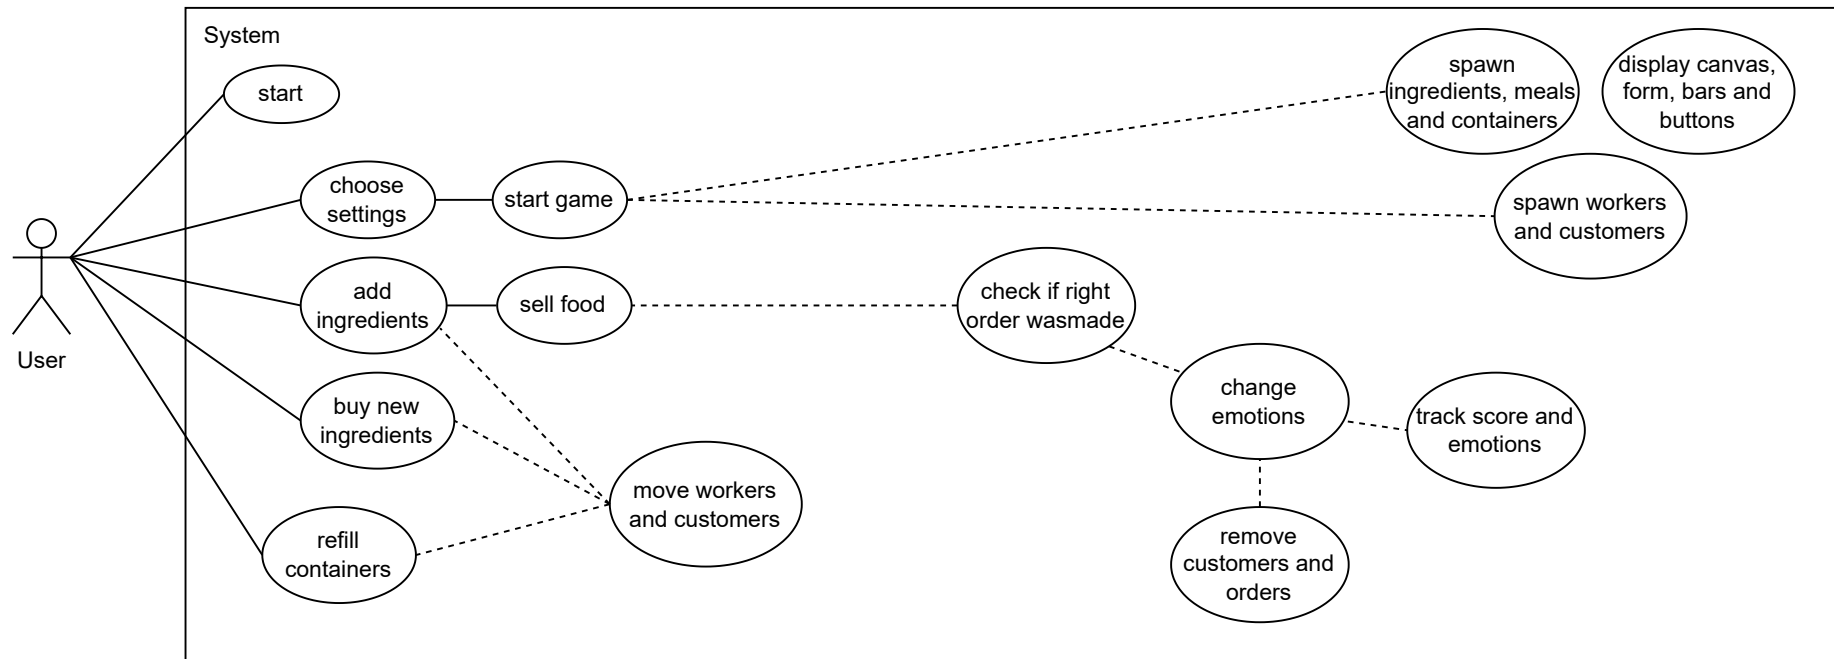 System
start
spawn
ingredients, meals
and containers
display canvas,
form, bars and
buttons
choose
settings
start game
spawn workers
and customers
User
add
ingredients
sell food
check if right
order wasmade
change
emotions
track score and
emotions
buy new
ingredients
move workers
and customers
refill
containers
remove
customers and
orders